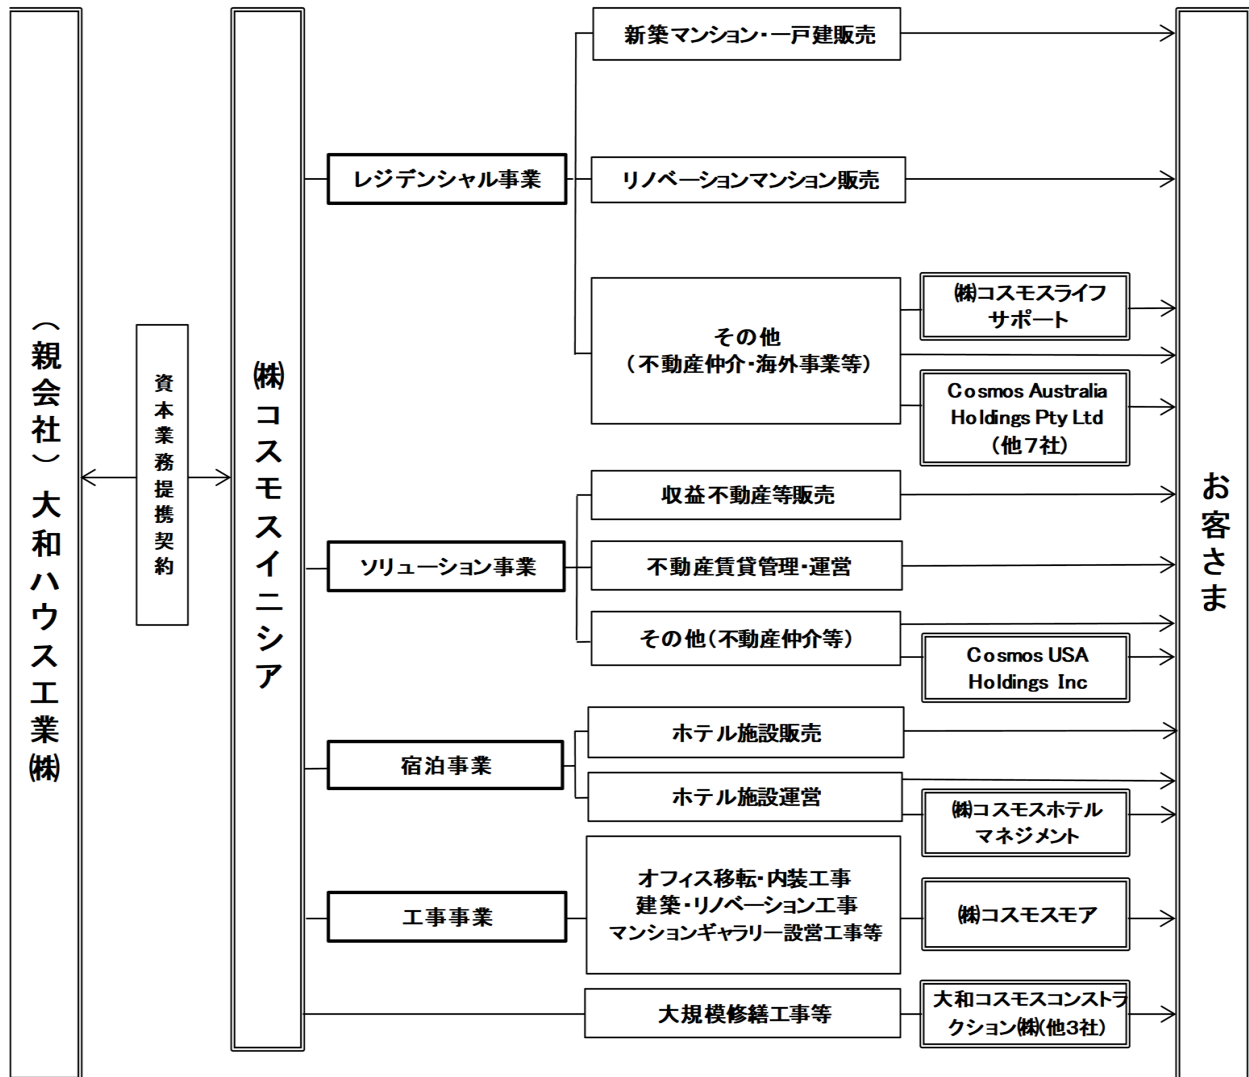 （親会社）大和ハウス工業㈱
資本業務提携契約
㈱コスモスイニシア
レジデンシャル事業
新築マンション・一戸建販売
リノベーションマンション販売
その他
（不動産仲介・海外事業等）
㈱コスモスライフ
サポート
Cosmos Australia
Holdings Pty Ltd
（他７社）
ソリューション事業
収益不動産等販売
不動産賃貸管理・運営
その他（不動産仲介等）
Cosmos USA
Holdings Inc
宿泊事業
ホテル施設販売
ホテル施設運営
㈱コスモスホテル
マネジメント
工事事業
オフィス移転・内装工事
建築・リノベーション工事
マンションギャラリー設営工事等
㈱コスモスモア
大規模修繕工事等
大和コスモスコンストラ
クション㈱(他3社）
お客さま